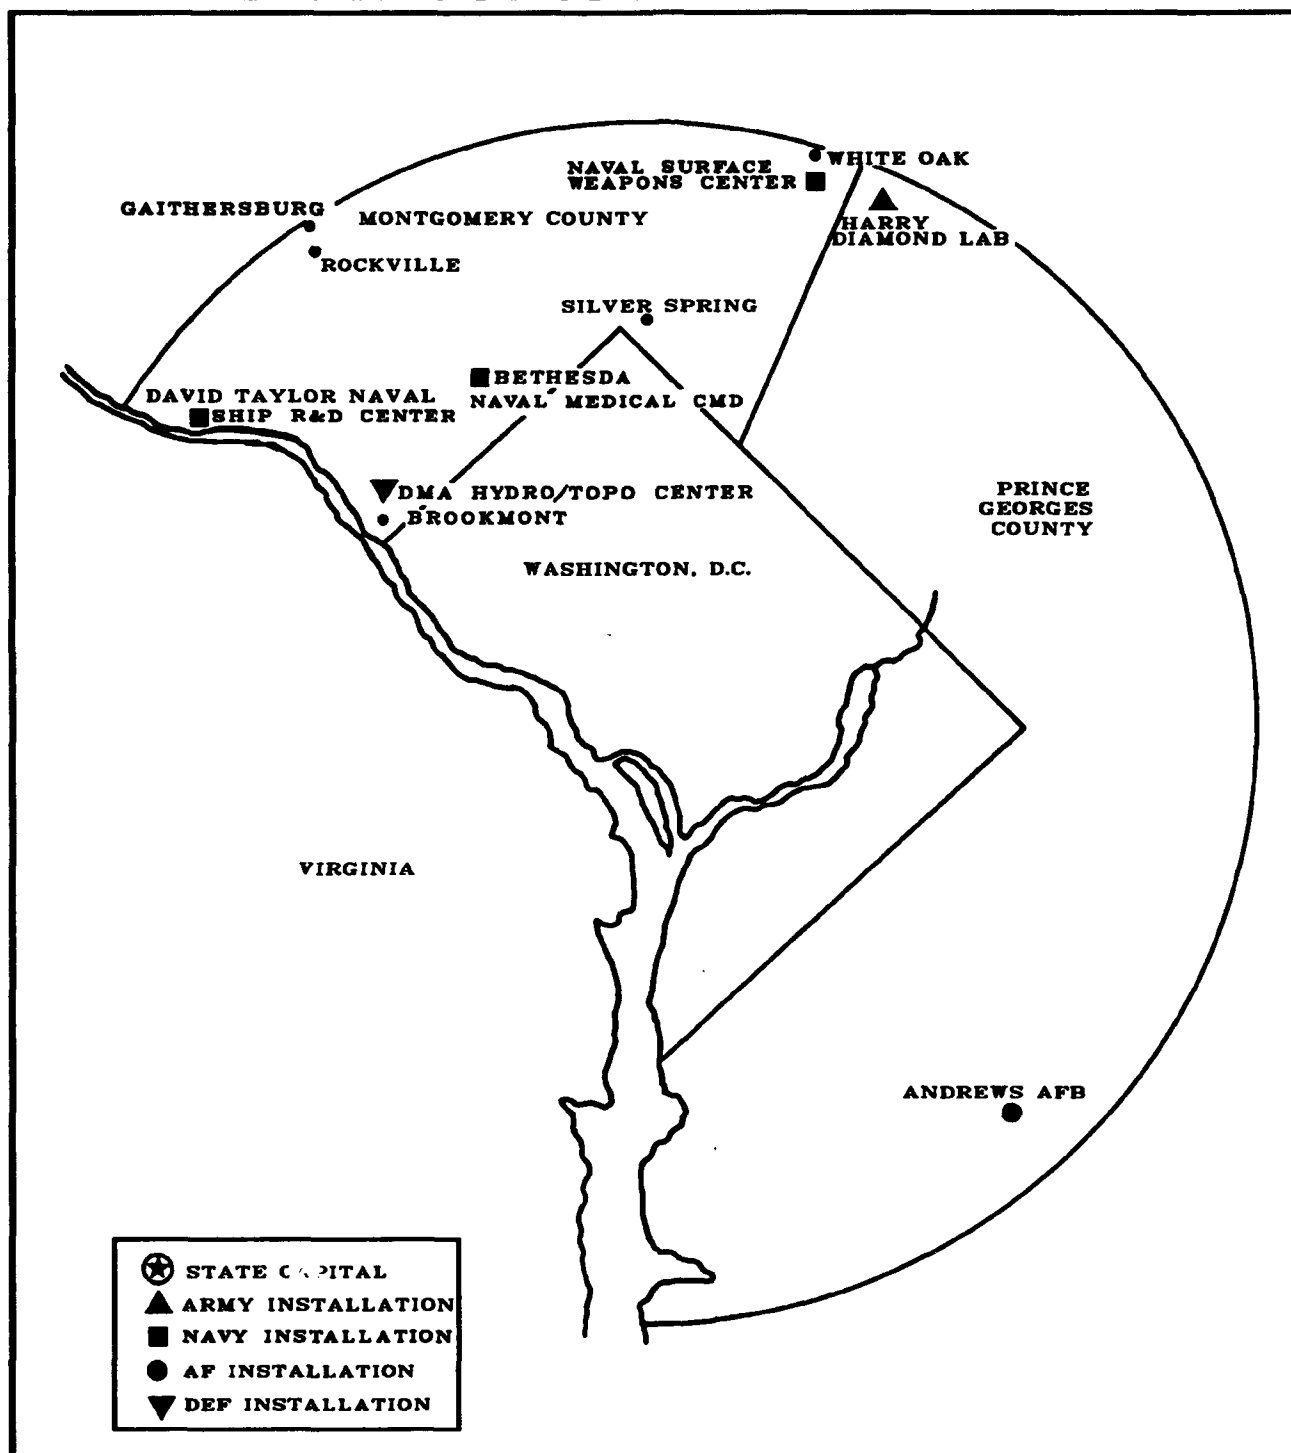 NAVAL SURFACE
WEAPONS CENTER
WHITE OAK
GAITHERSBURG
MONTGOMERY COUNTY
HARRY
DIAMOND LAB
ROCKVILLE
SILVER SPRING
BETHESDA
NAVAL MEDICAL CMD
DAVID TAYLOR NAVAL
SHIP R&D CENTER
DMA HYDRO/TOPO CENTER
BROOKMONT
PRINCE
GEORGES
COUNTY
WASHINGTON, D.C.
VIRGINIA
ANDREWS AFB
STATE C PITAL
ARMY INSTALLATION
NAVY INSTALLATION
AF INSTALLATION
DEF INSTALLATION